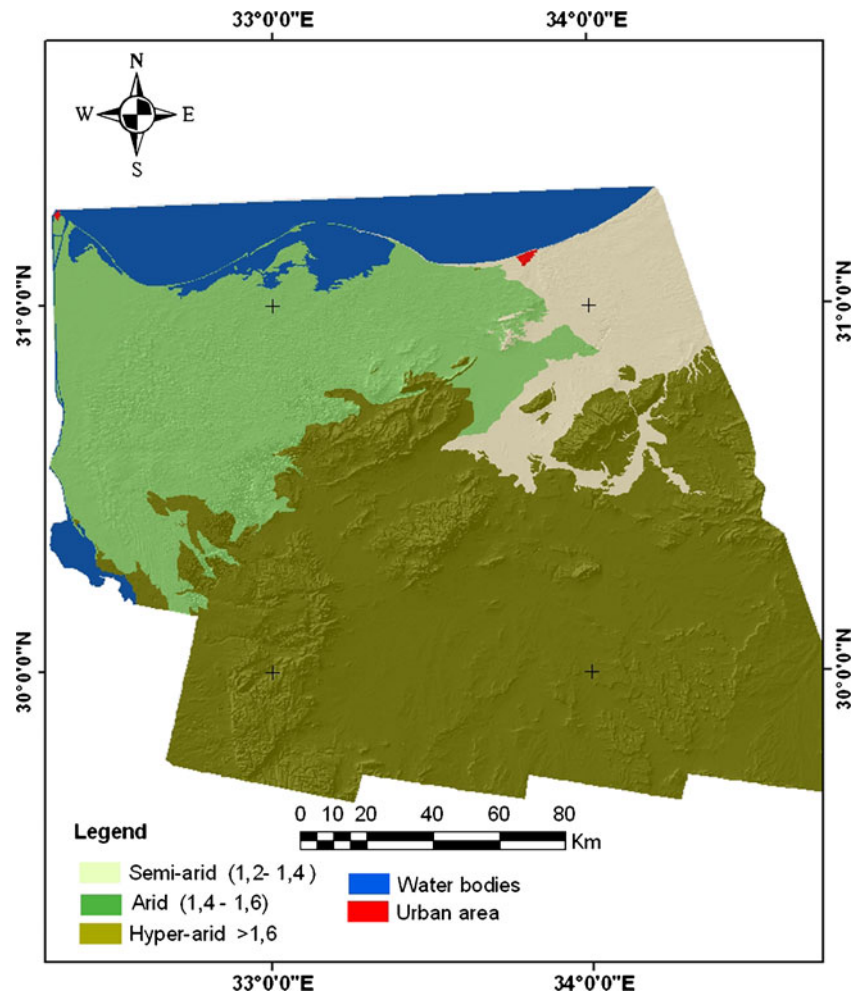 33°0'0"E 34°0'0"E
N
W E
S
31°0'0"N 31°0'0"N
30°0'0"N 30°0'0"N
0 10 20 40 60 80
Km
Legend
Semi-arid (1,2- 1,4 )
Arid (1,4 - 1,6)
Hyper-arid >1,6
Water bodies
Urban area
33°0'0"E 34°0'0"E